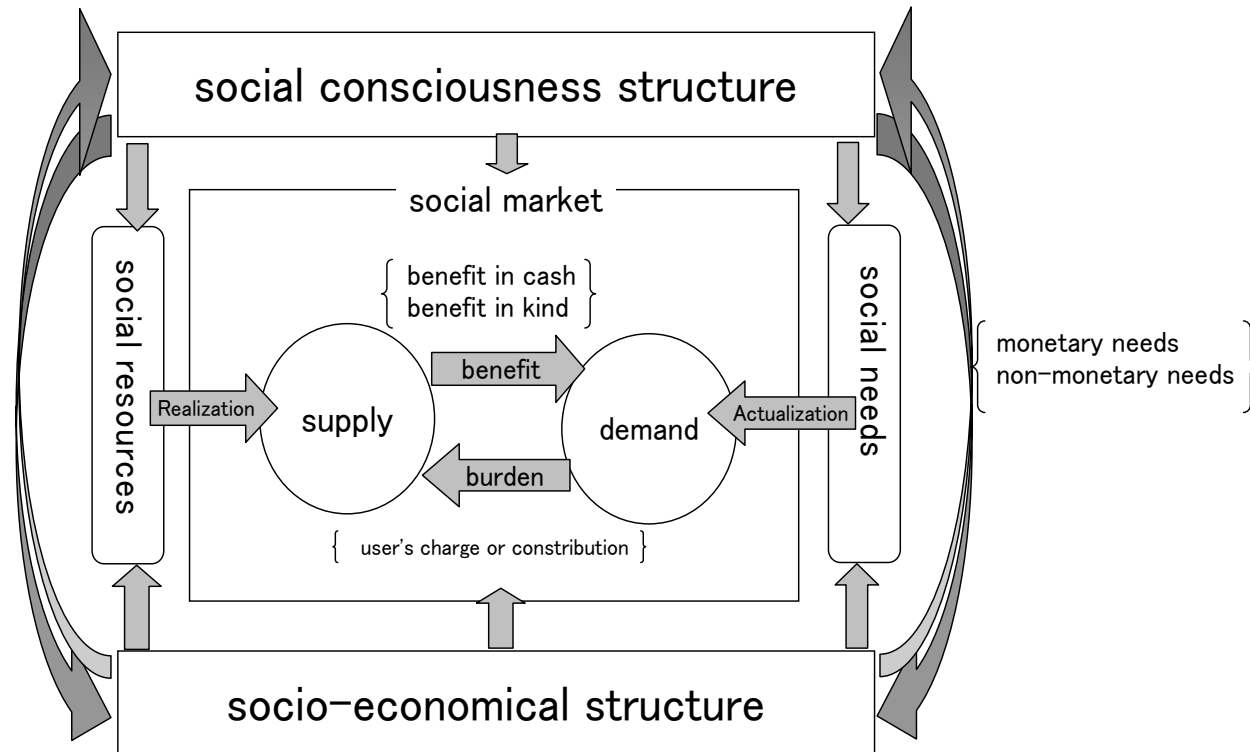 social consciousness structure
social market
benefit in cash
benefit in kind
social resources
social needs
monetary needs
non-monetary needs
benefit
Realization
supply
demand
Actualization
burden
user's charge or constribution
socio-economical structure